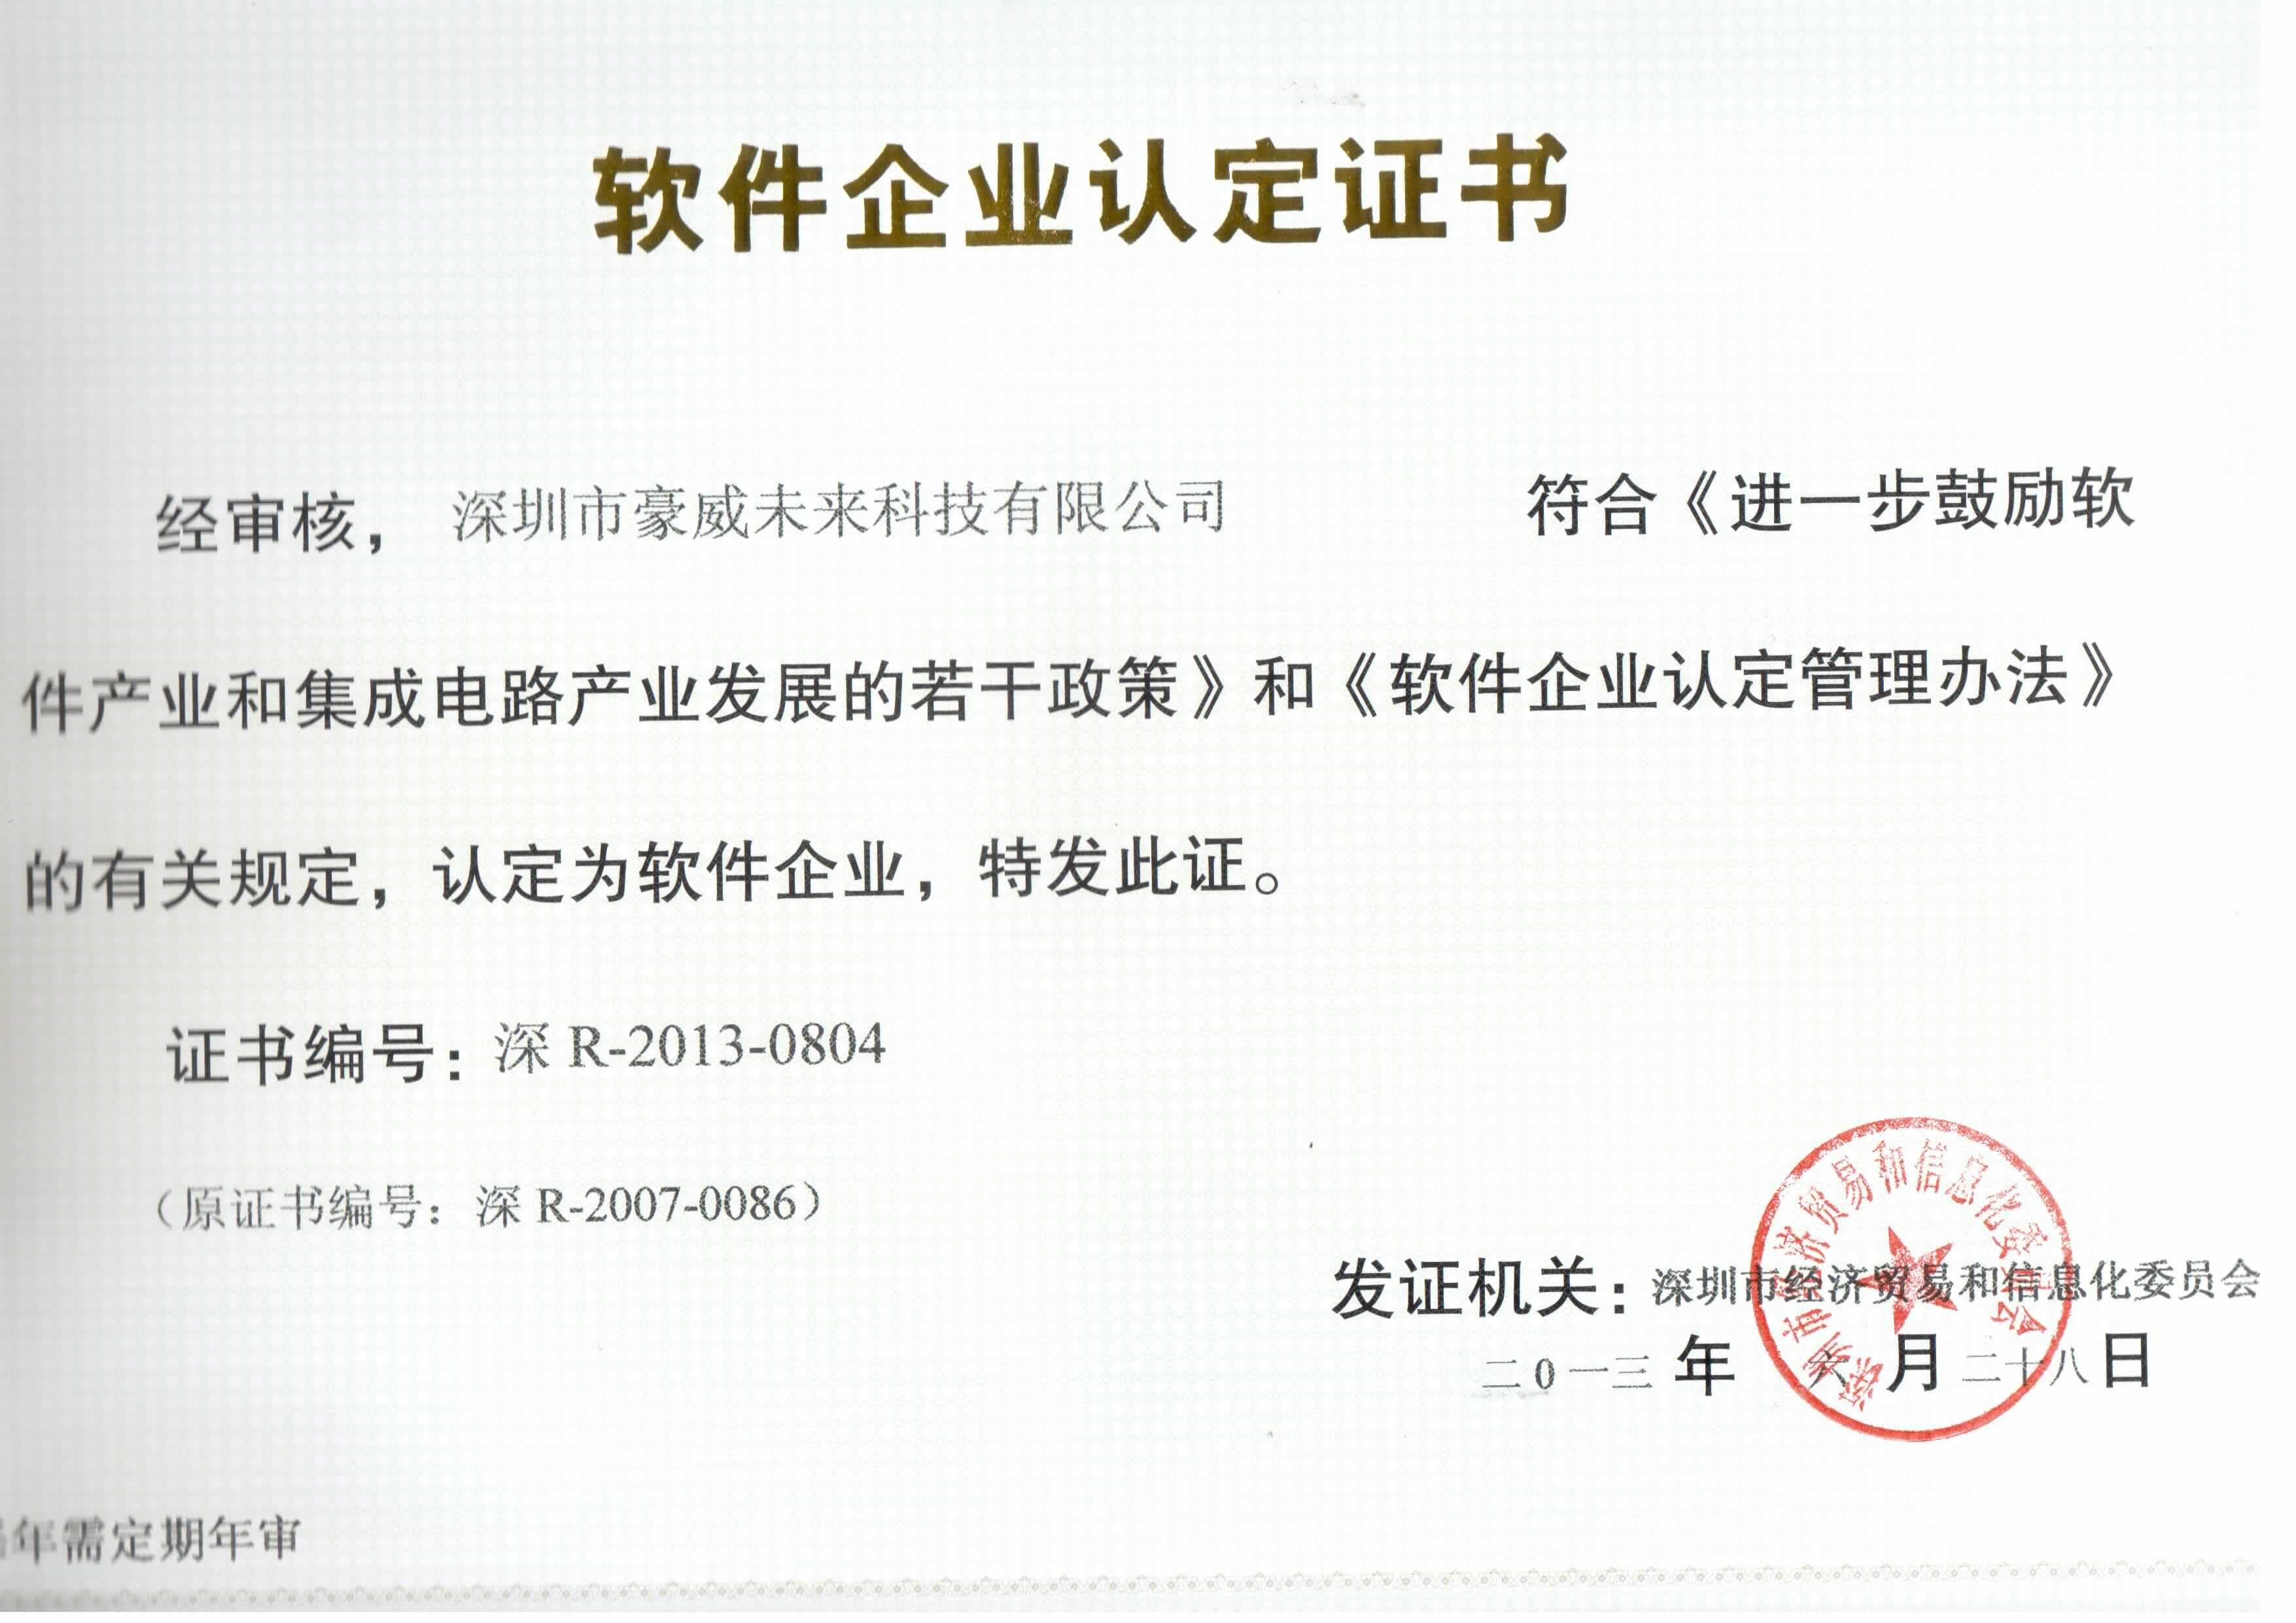 软件企业认定证书
经审核，深圳市豪威未来科技有限公司 符合《进一步鼓励软
件产业和集成电路产业发展的若干政策》和《软件企业认定管理办法》
的有关规定，认定为软件企业，特发此证。
证书编号：深 R-2013-0804
（原证书编号：深 R-2007-0086）
发证机关：深圳市经济贸易和信息化委员会
二0一三年 六 月二十八日
深圳市经济贸易和信息化委员会
年需定期年审